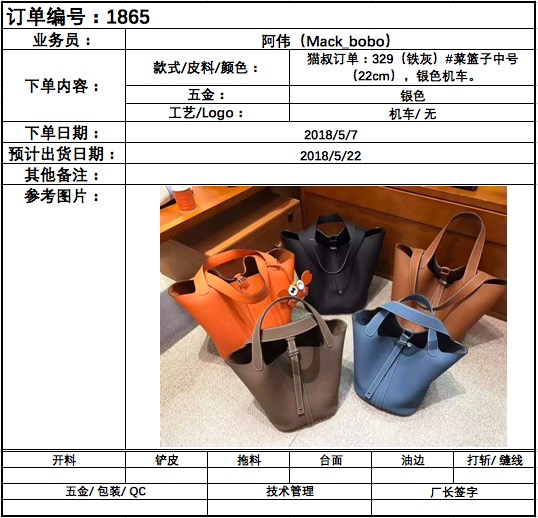 订单编号：1865
业务员： 阿伟（Mack_bobo）
下单内容： 款式/皮料/颜色： 猫叔订单：329（铁灰）#菜篮子中号
（22cm），银色机车。
五金： 银色
工艺/Logo： 机车/ 无
下单日期： 2018/5/7
预计出货日期： 2018/5/22
其他备注：
参考图片：
开料 铲皮 拖料 台面 油边 打斩/ 缝线
五金/ 包装/ QC 技术管理 厂长签字